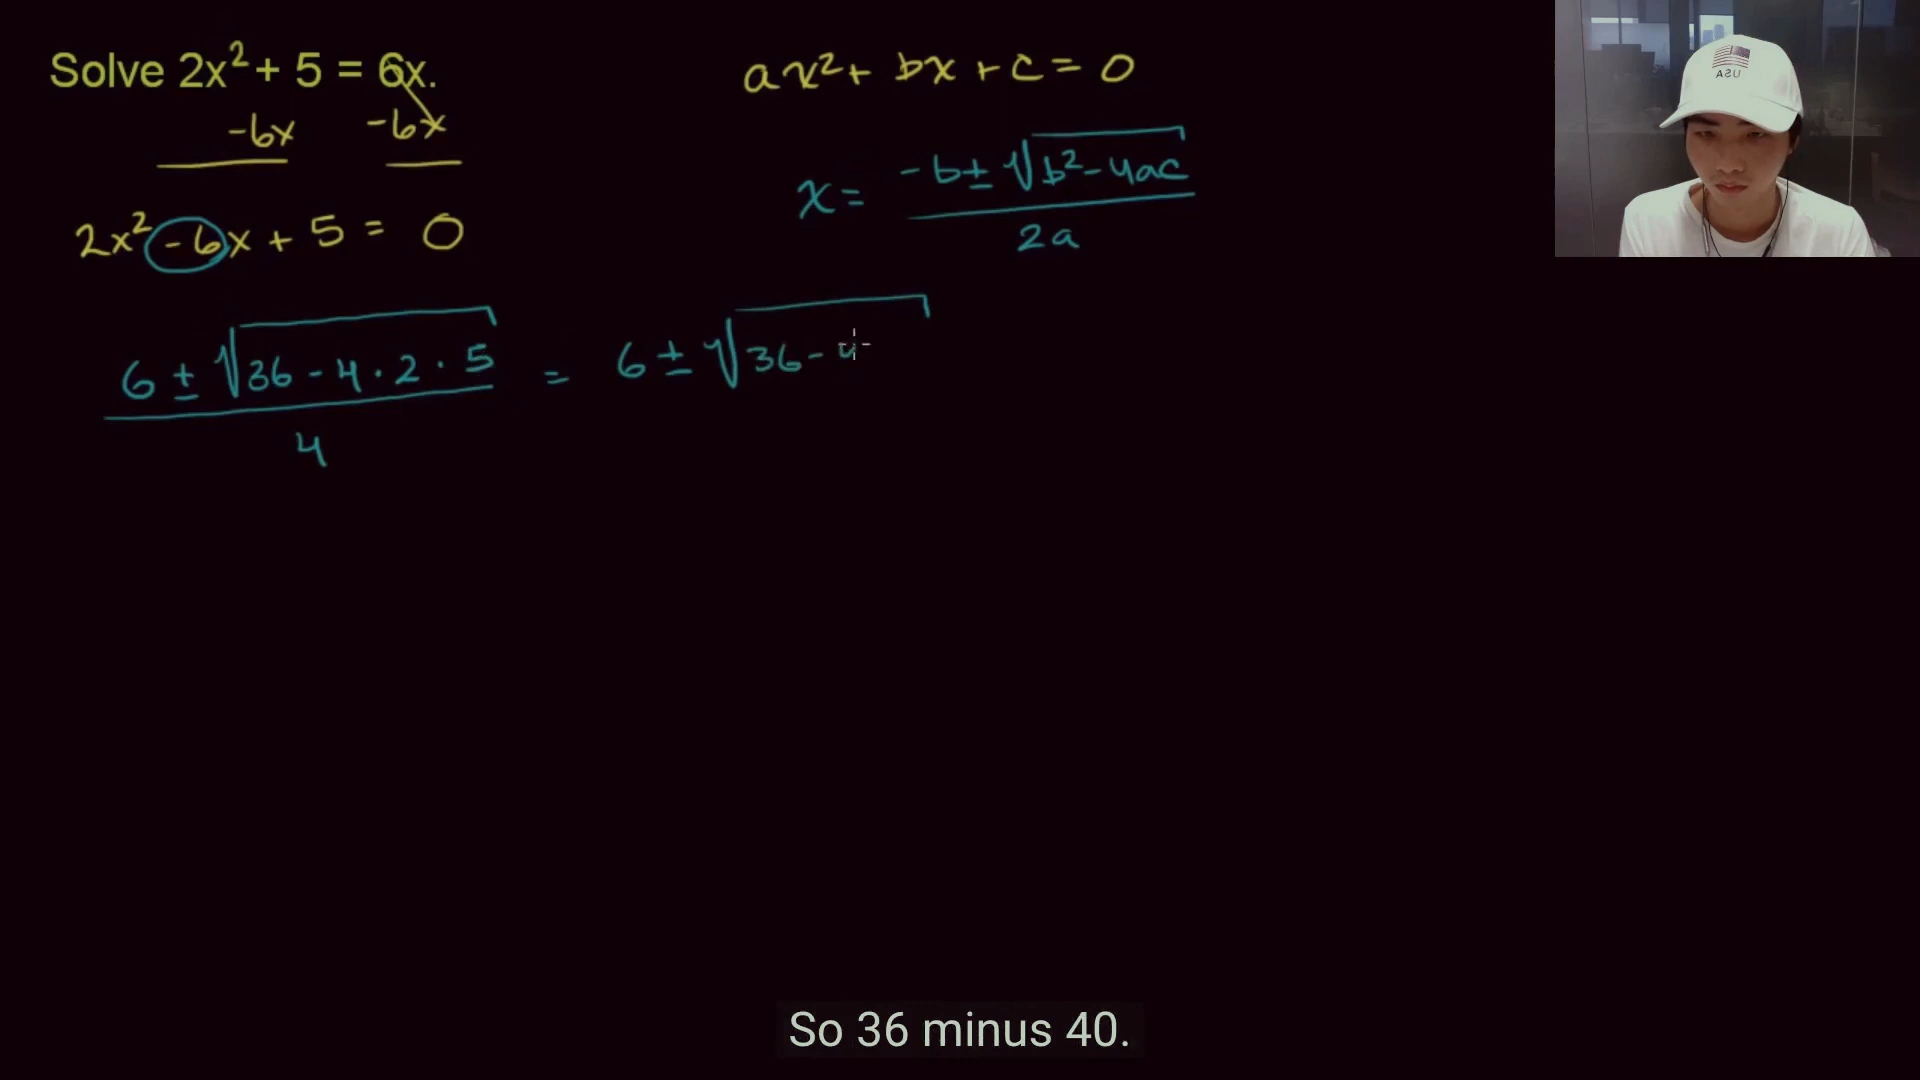 Solve 2x² + 5 = 6x.
-6x -6x
2x² - 6x + 5 = 0
ax² + bx + c = 0
x = -b ± √b² - 4ac
2a
USA
6 ± √36 - 4 · 2 · 5 = 6 ± √36 - 4
4
So 36 minus 40.